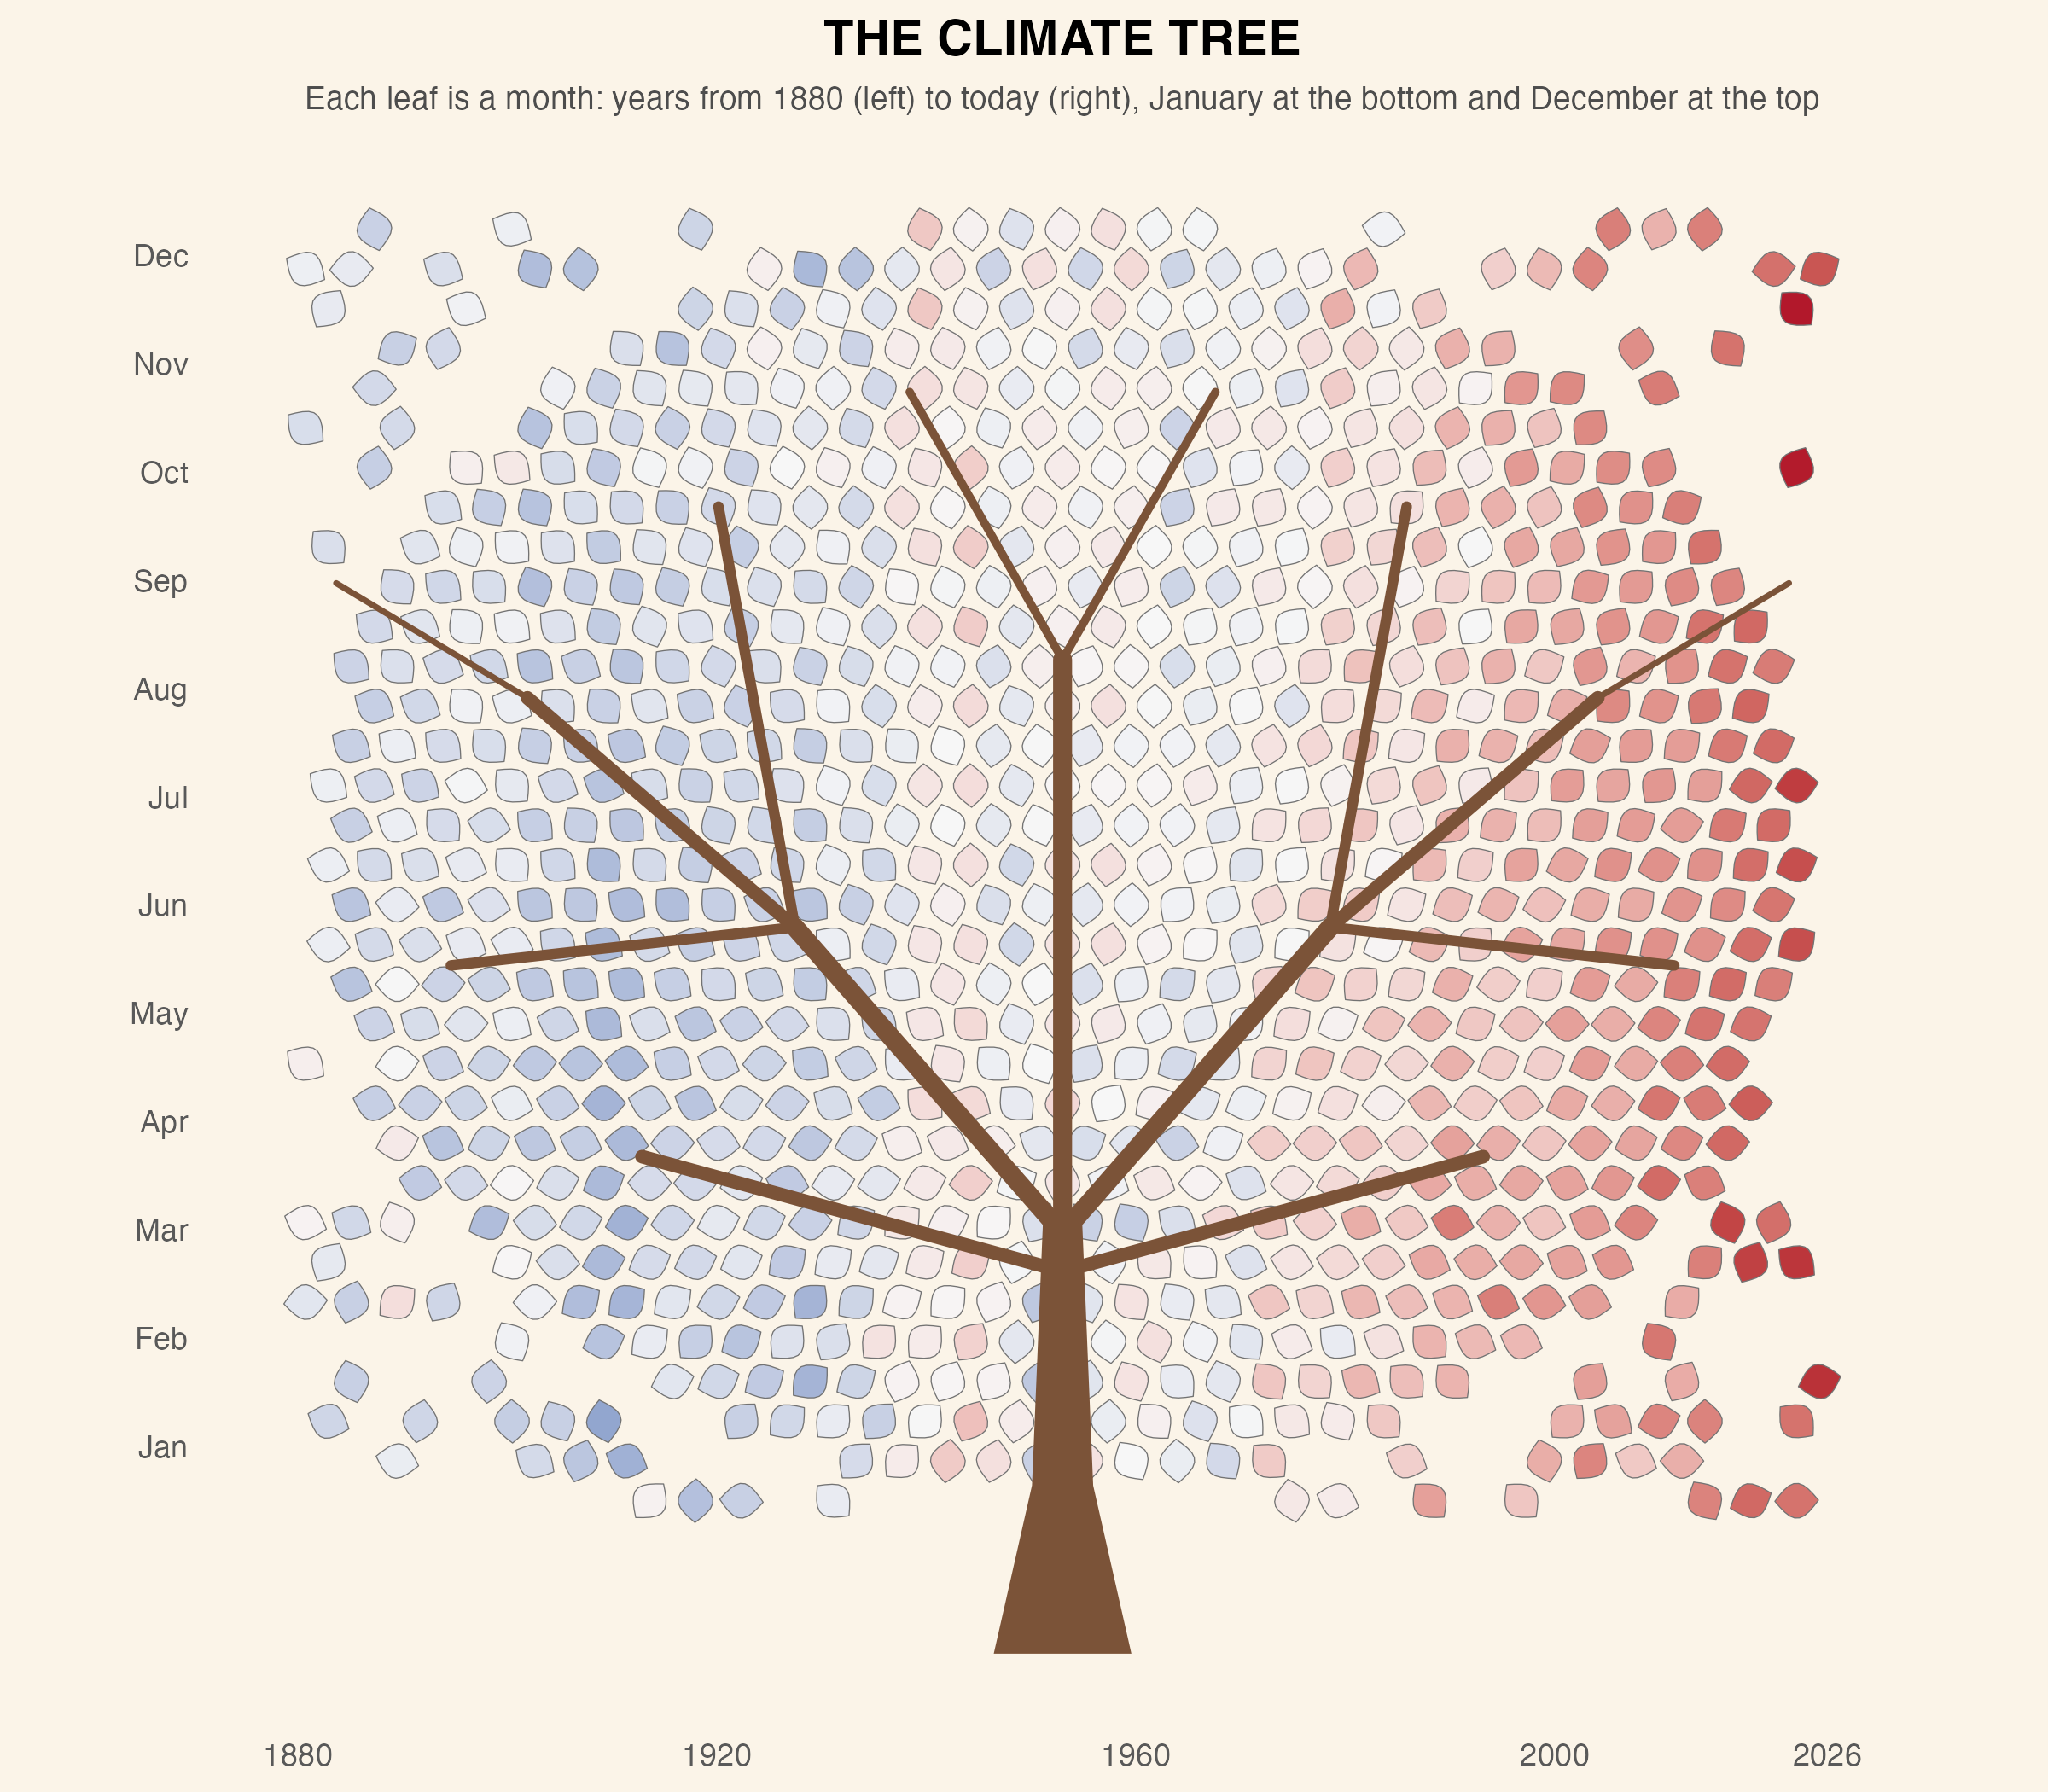 THE CLIMATE TREE
Each leaf is a month: years from 1880 (left) to today (right), January at the bottom and December at the top
Dec
Nov
Oct
Sep
Aug
Jul
Jun
May
Apr
Mar
Feb
Jan
1880 1920 1960 2000 2026